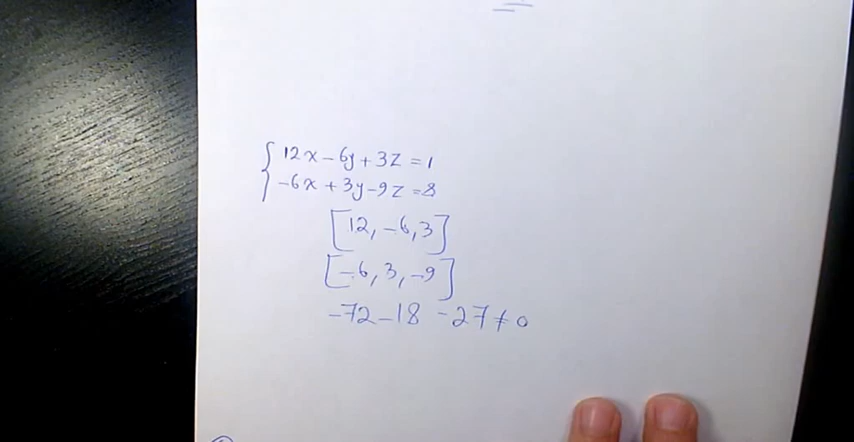 12x - 6y + 3z = 1
-6x + 3y - 9z = 8
[12, -6, 3]
[-6, 3, -9]
-72 - 18 - 27 ≠ 0